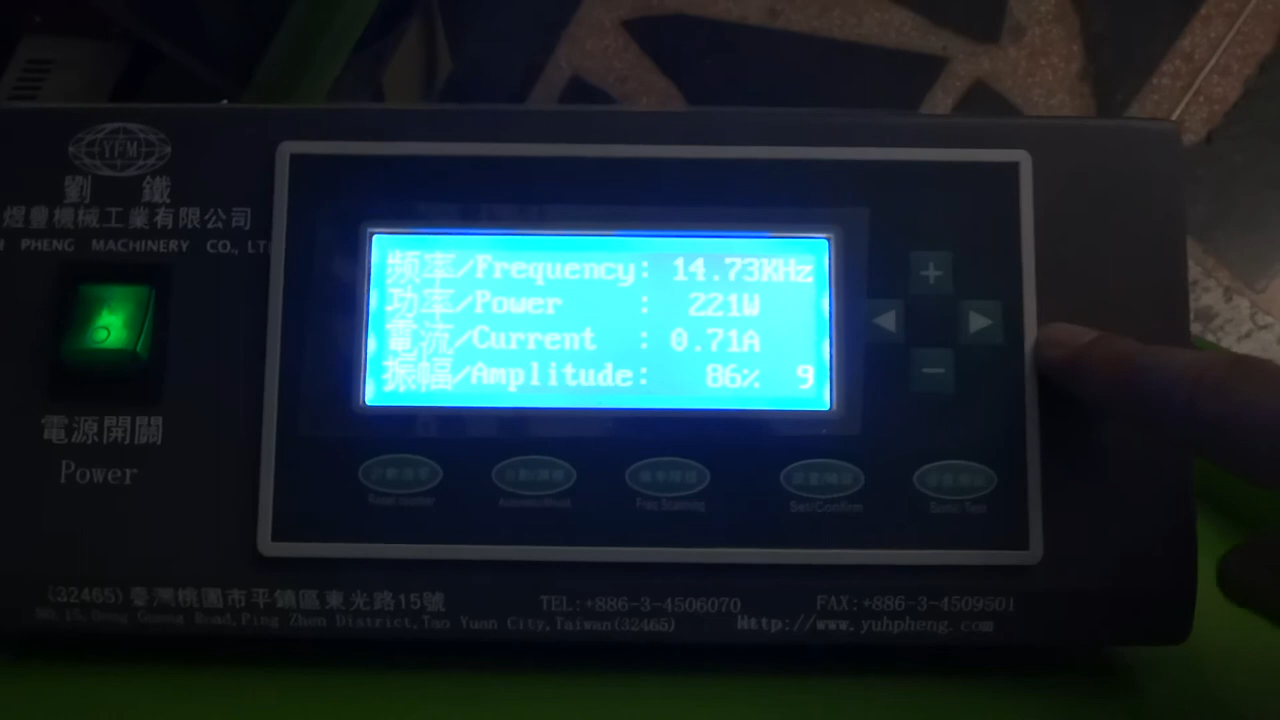 YFM
劉 鐵
煜豐機械工業有限公司
PHENG MACHINERY CO., LT
電源開關
Power
頻率/Frequency: 14.73KHz
功率/Power : 221W
電流/Current : 0.71A
振幅/Amplitude: 86% 9
Set/Confirm
(32465)臺灣桃園市平鎮區東光路15號
NO.15,Dong Guang Road,Ping Zhen District,Tao Yuan City,Taiwan(32465)
TEL:+886-3-4506070
FAX:+886-3-4509501
Http://www.yuhpheng.com